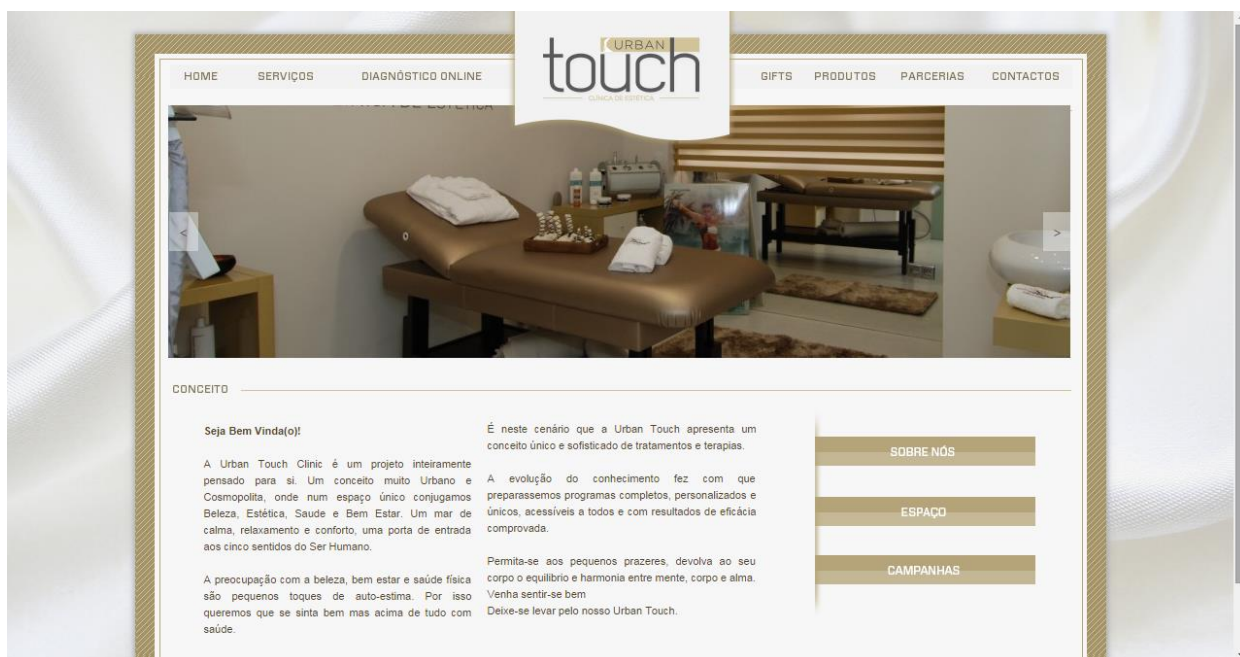 URBAN
touch
CLÍNICA DE ESTÉTICA
HOME SERVIÇOS DIAGNÓSTICO ONLINE GIFTS PRODUTOS PARCERIAS CONTACTOS
DE ESTÉTICA
< >
CONCEITO
Seja Bem Vinda(o)!
A Urban Touch Clinic é um projeto inteiramente
pensado para si. Um conceito muito Urbano e
Cosmopolita, onde num espaço único conjugamos
Beleza, Estética, Saude e Bem Estar. Um mar de
calma, relaxamento e conforto, uma porta de entrada
aos cinco sentidos do Ser Humano.
A preocupação com a beleza, bem estar e saúde física
são pequenos toques de auto-estima. Por isso
queremos que se sinta bem mas acima de tudo com
saúde.
É neste cenário que a Urban Touch apresenta um
conceito único e sofisticado de tratamentos e terapias.
A evolução do conhecimento fez com que
preparassemos programas completos, personalizados e
únicos, acessíveis a todos e com resultados de eficácia
comprovada.
Permita-se aos pequenos prazeres, devolva ao seu
corpo o equilibrio e harmonia entre mente, corpo e alma.
Venha sentir-se bem
Deixe-se levar pelo nosso Urban Touch.
SOBRE NÓS
ESPAÇO
CAMPANHAS